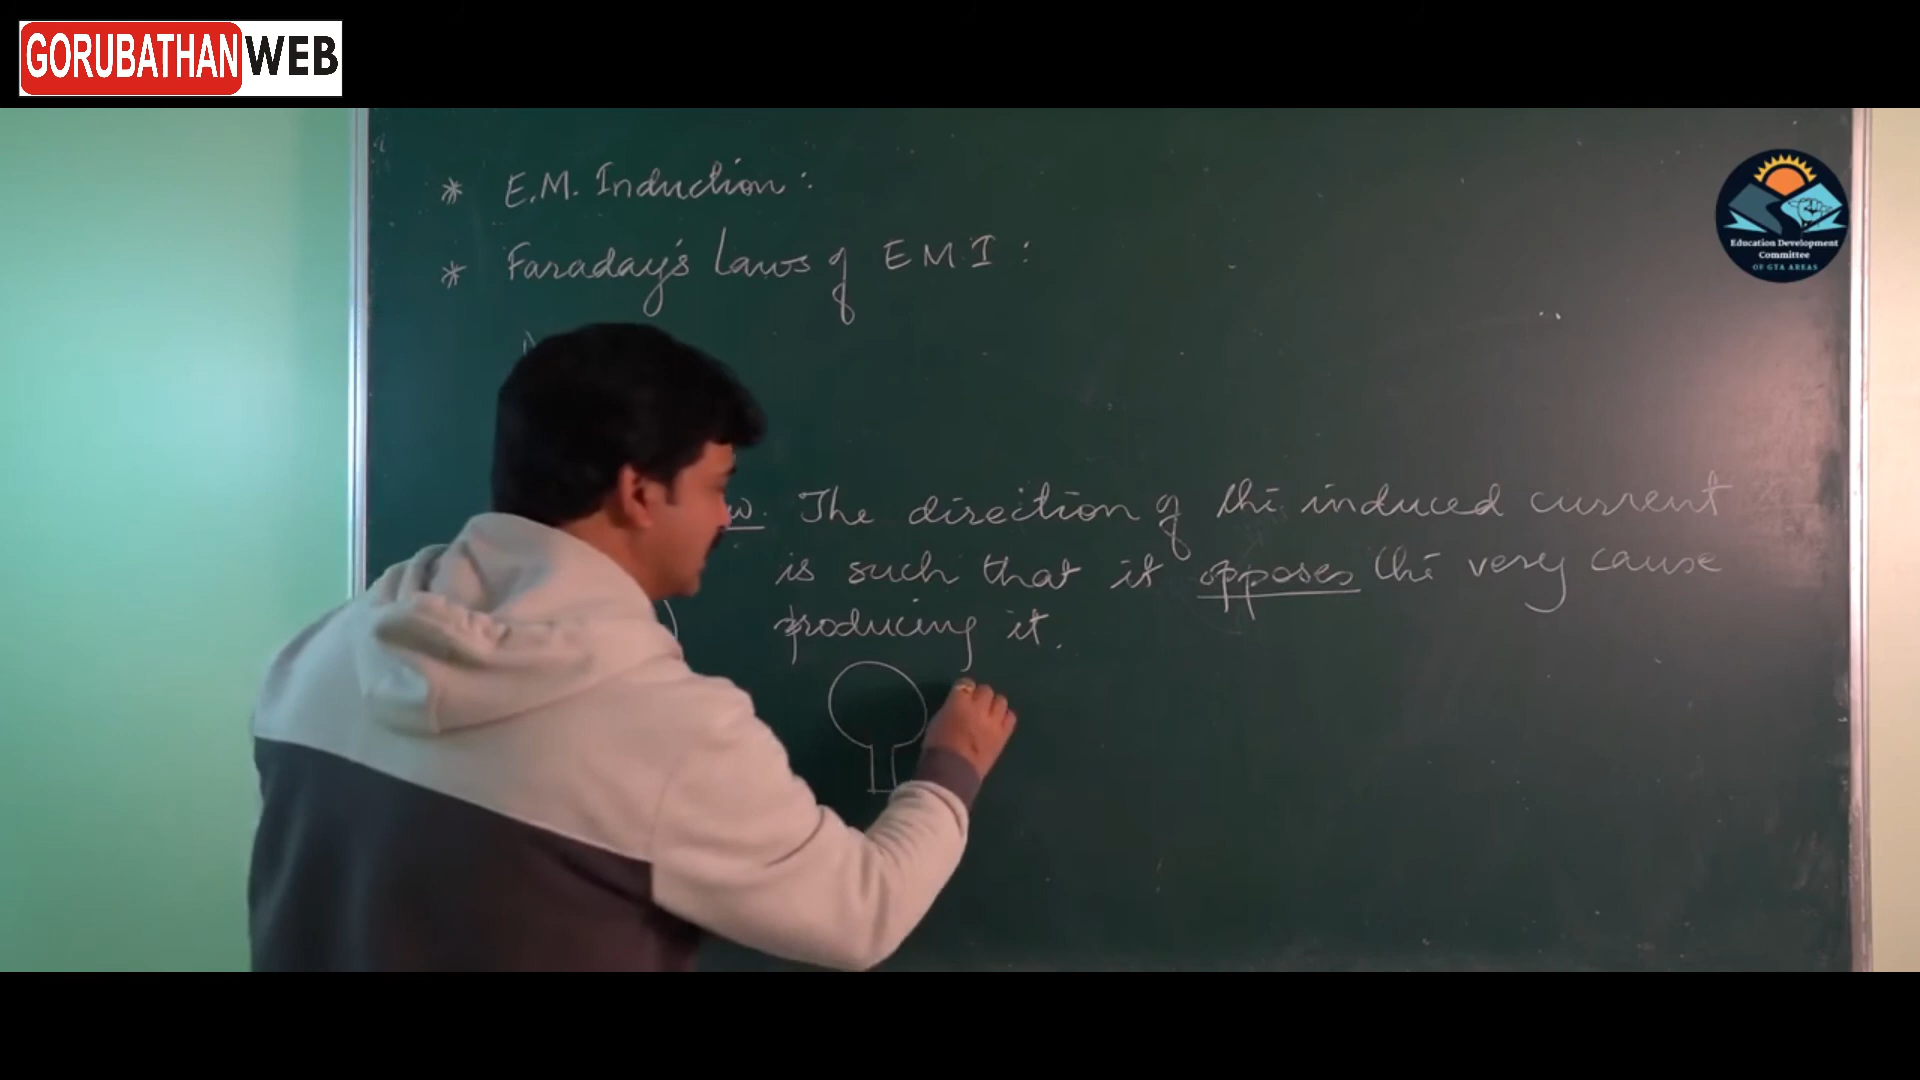 GORUBATHAN WEB
* E.M. Induction :
* Faraday's Laws of E M I :
Education Development
Committee
OF GTA AREAS
The direction of the induced current
is such that it opposes the very cause
producing it.